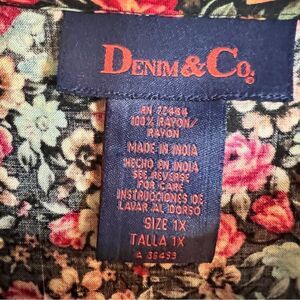 DENIM & CO.
RN 72484
100% RAYON/
RAYON
MADE IN INDIA
HECHO EN INDIA
SEE REVERSE
FOR CARE
INSTRUCCIONES DE
LAVAR AL DORSO
SIZE 1X
TALLA 1X
A 36459